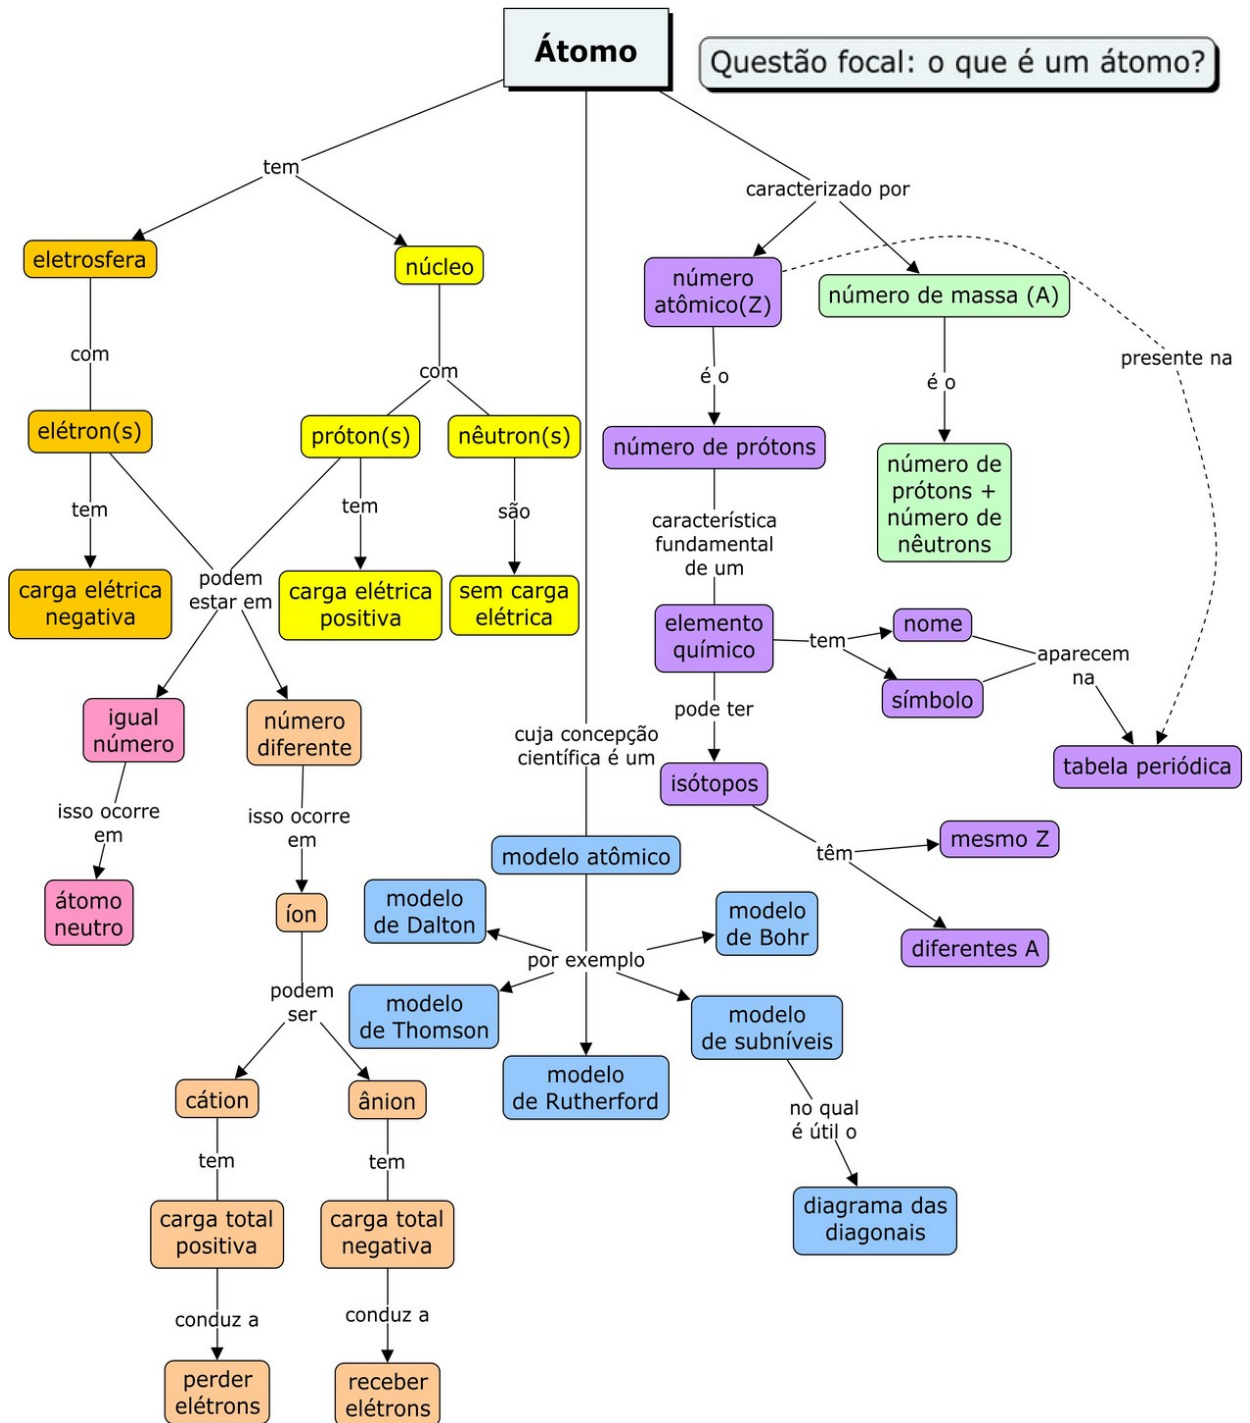 Átomo
Questão focal: o que é um átomo?
tem
caracterizado por
eletrosfera
núcleo
número
atômico(Z)
número de massa (A)
com
com
é o
é o
presente na
elétron(s)
próton(s)
nêutron(s)
número de prótons
número de
prótons +
número de
nêutrons
tem
tem
são
característica
fundamental
de um
carga elétrica
negativa
podem
estar em
carga elétrica
positiva
sem carga
elétrica
elemento
químico
tem
nome
símbolo
aparecem
na
igual
número
número
diferente
cuja concepção
científica é um
pode ter
tabela periódica
isótopos
isso ocorre
em
isso ocorre
em
modelo atômico
têm
mesmo Z
diferentes A
átomo
neutro
íon
modelo
de Dalton
modelo
de Bohr
por exemplo
podem
ser
modelo
de Thomson
modelo
de subníveis
modelo
de Rutherford
cátion
ânion
no qual
é útil o
tem
tem
carga total
positiva
carga total
negativa
diagrama das
diagonais
conduz a
conduz a
perder
elétrons
receber
elétrons